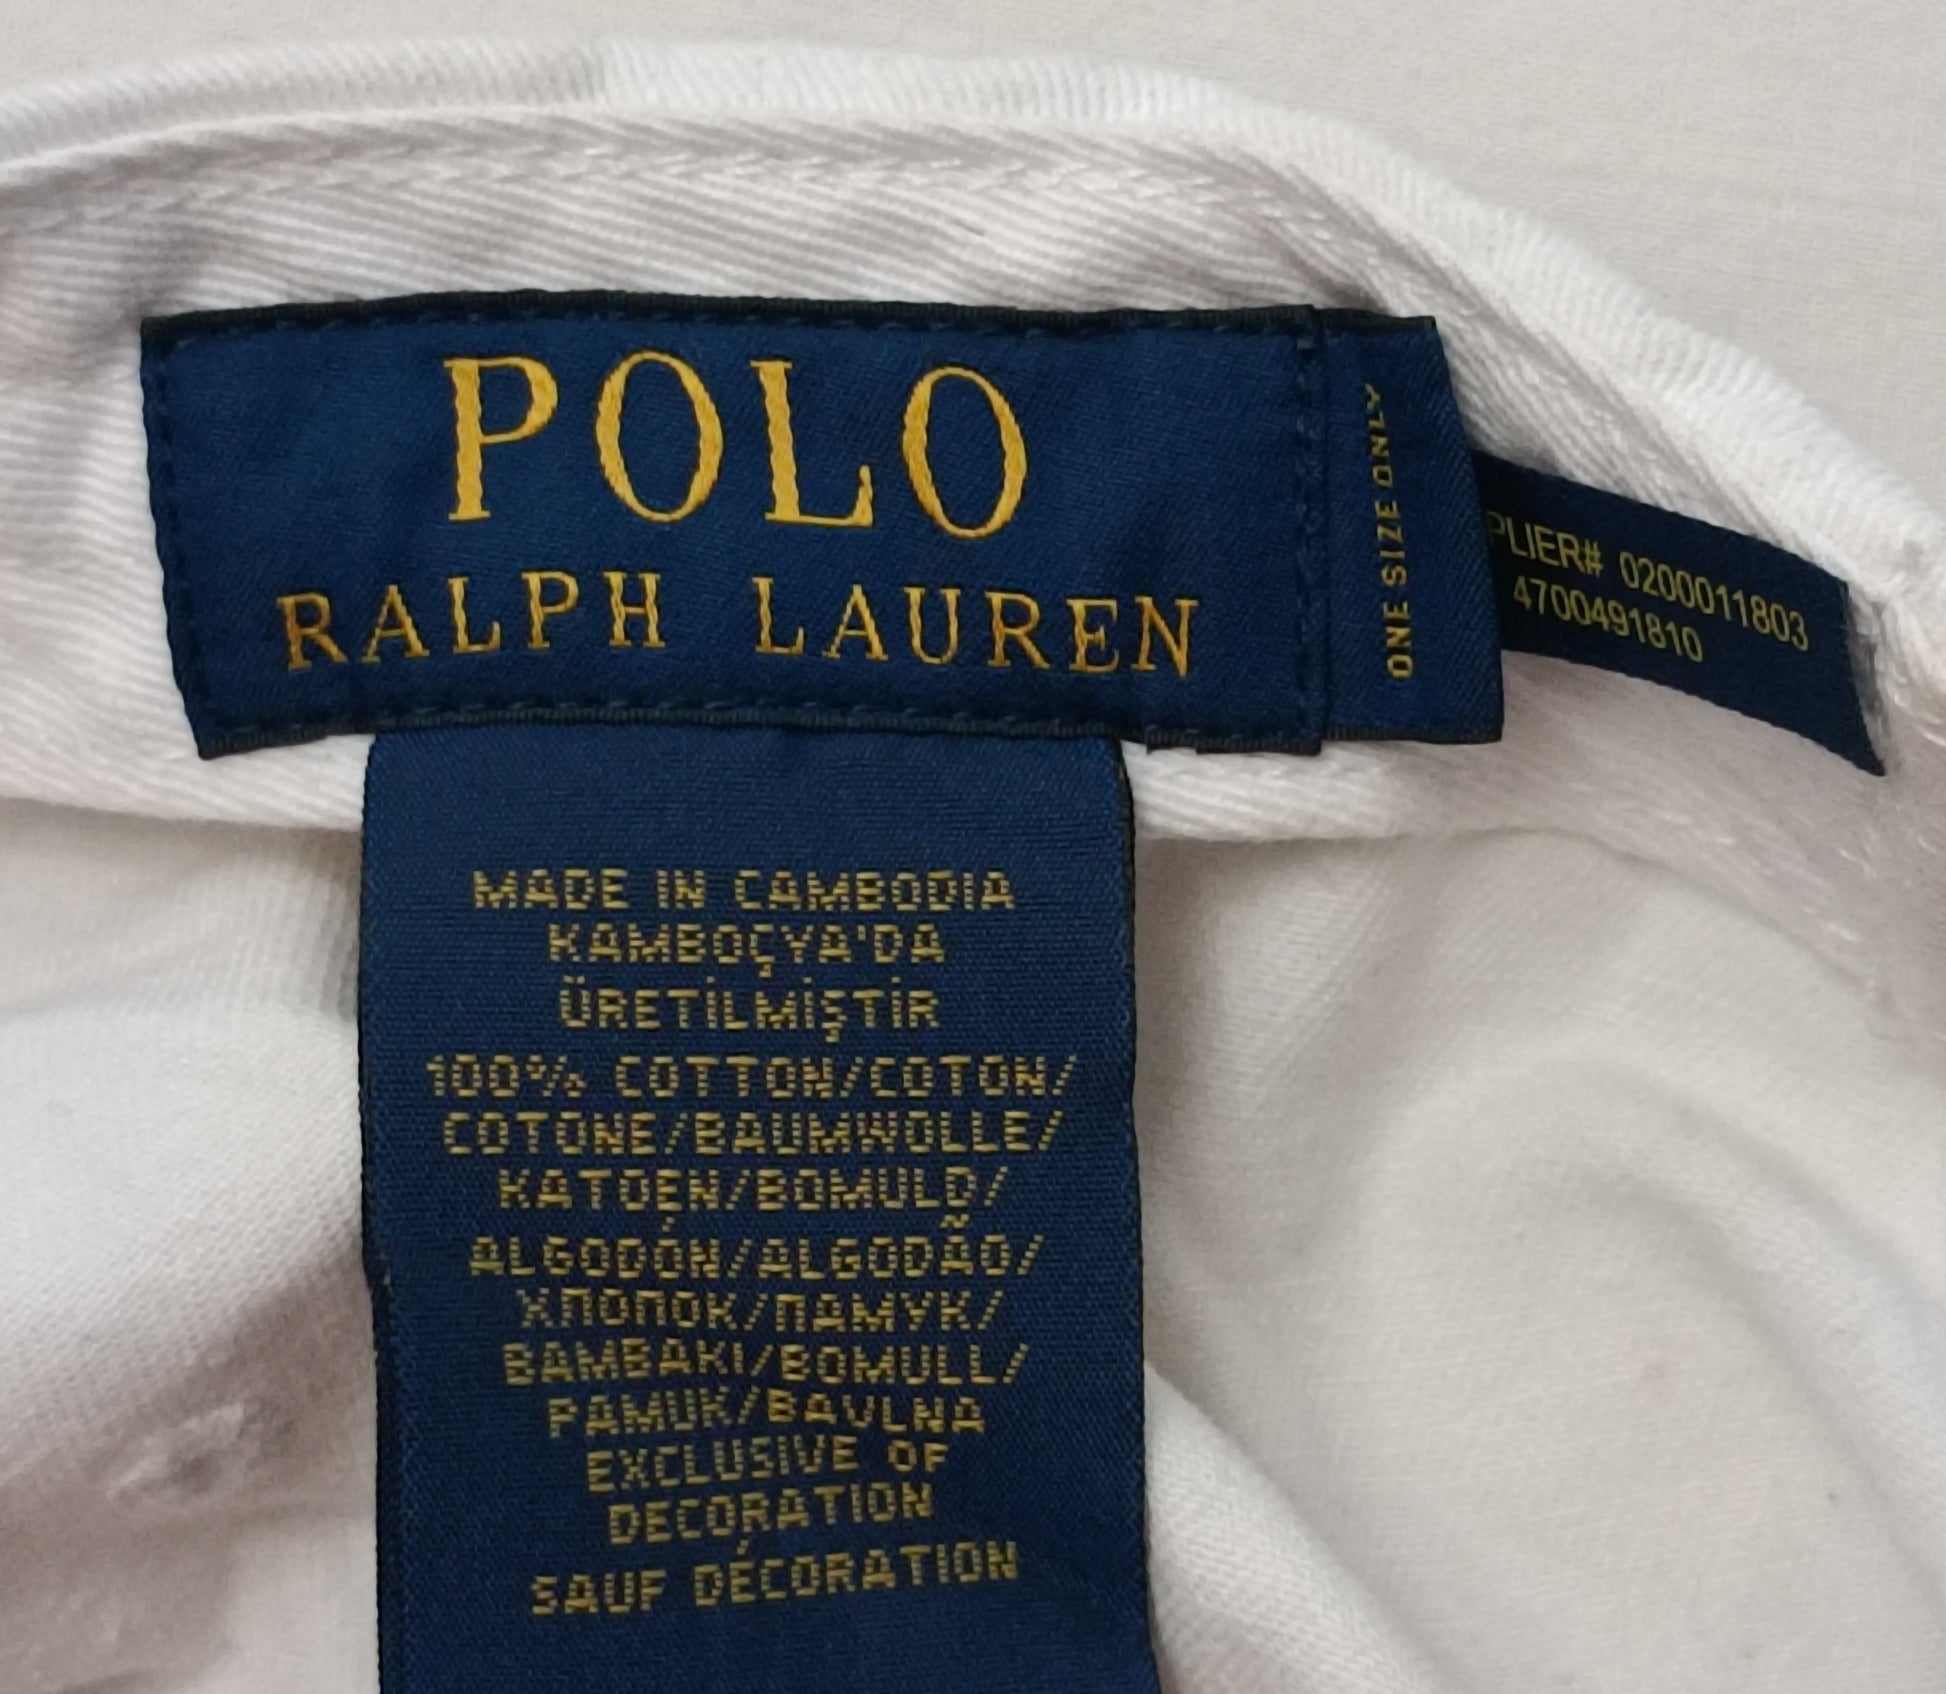 POLO
RALPH LAUREN
ONE SIZE ONLY
PLIER# 0200011803
4700491810
MADE IN CAMBODIA
KAMBOÇYA'DA
ÜRETİLMİŞTİR
100% COTTON/COTON/
COTONE/BAUMWOLLE/
KATOEN/BOMULD/
ALGODÓN/ALGODÃO/
ХЛОПОК/ПАМУК/
BAMBAKI/BOMULL/
PAMUK/BAVLNA
EXCLUSIVE OF
DECORATION
SAUF DÉCORATION